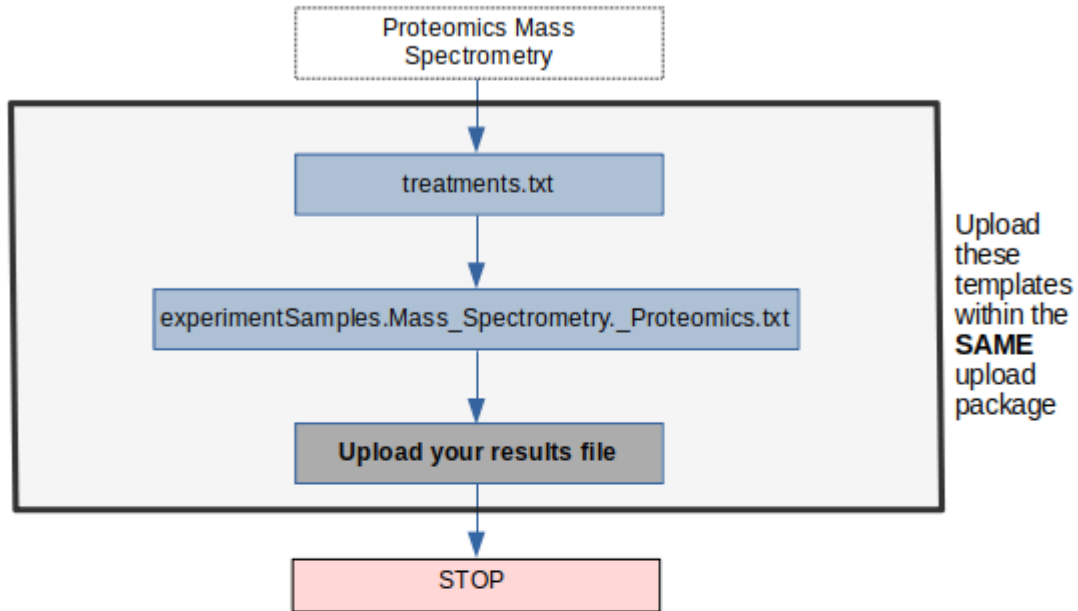 Proteomics Mass
Spectrometry
treatments.txt
experimentSamples.Mass_Spectrometry._Proteomics.txt
Upload your results file
STOP
Upload
these
templates
within the
SAME
upload
package